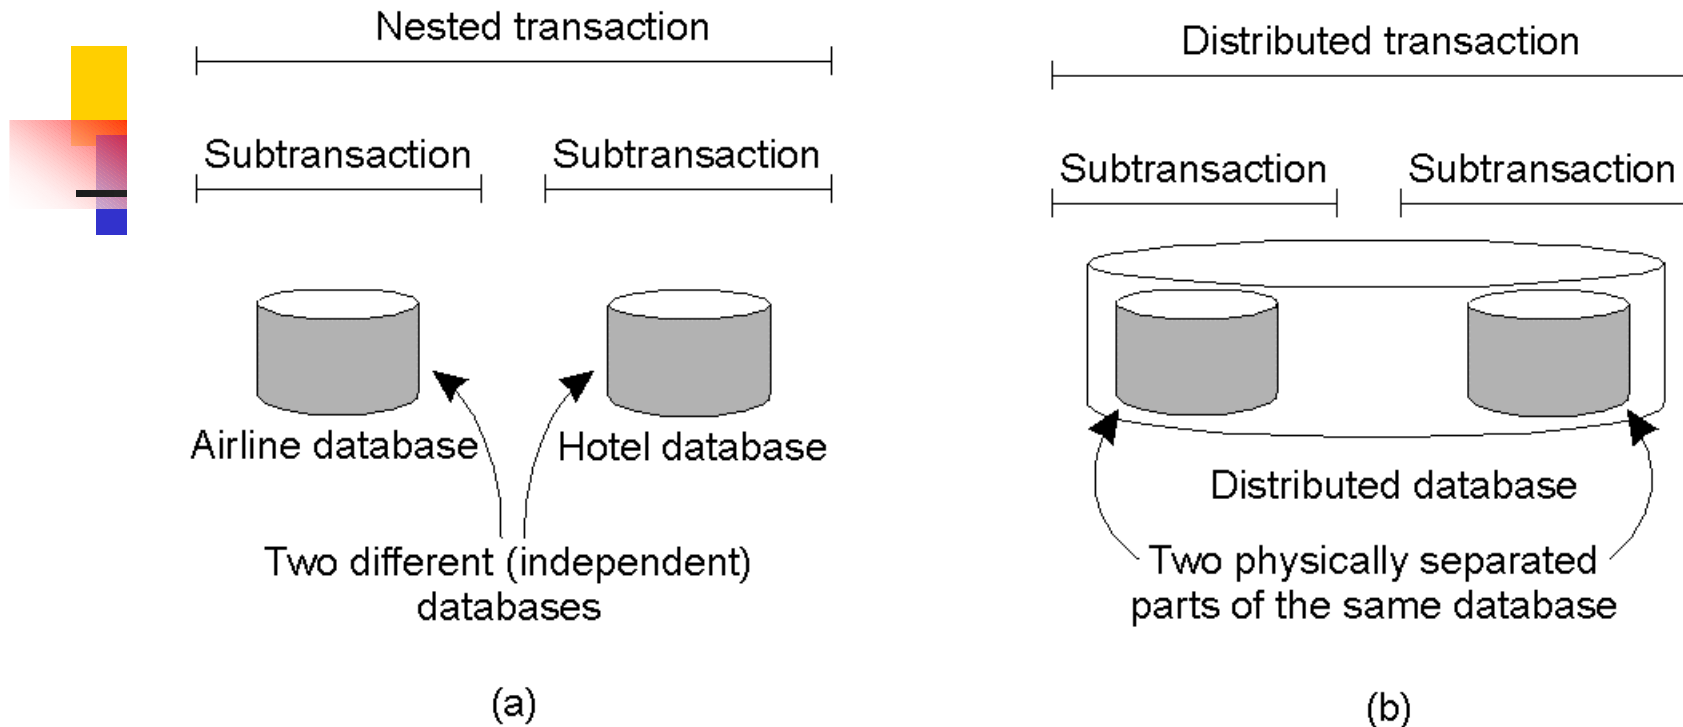 Nested transaction
Subtransaction
Subtransaction
Airline database
Hotel database
Two different (independent)
databases
(a)
Distributed transaction
Subtransaction
Subtransaction
Distributed database
Two physically separated
parts of the same database
(b)